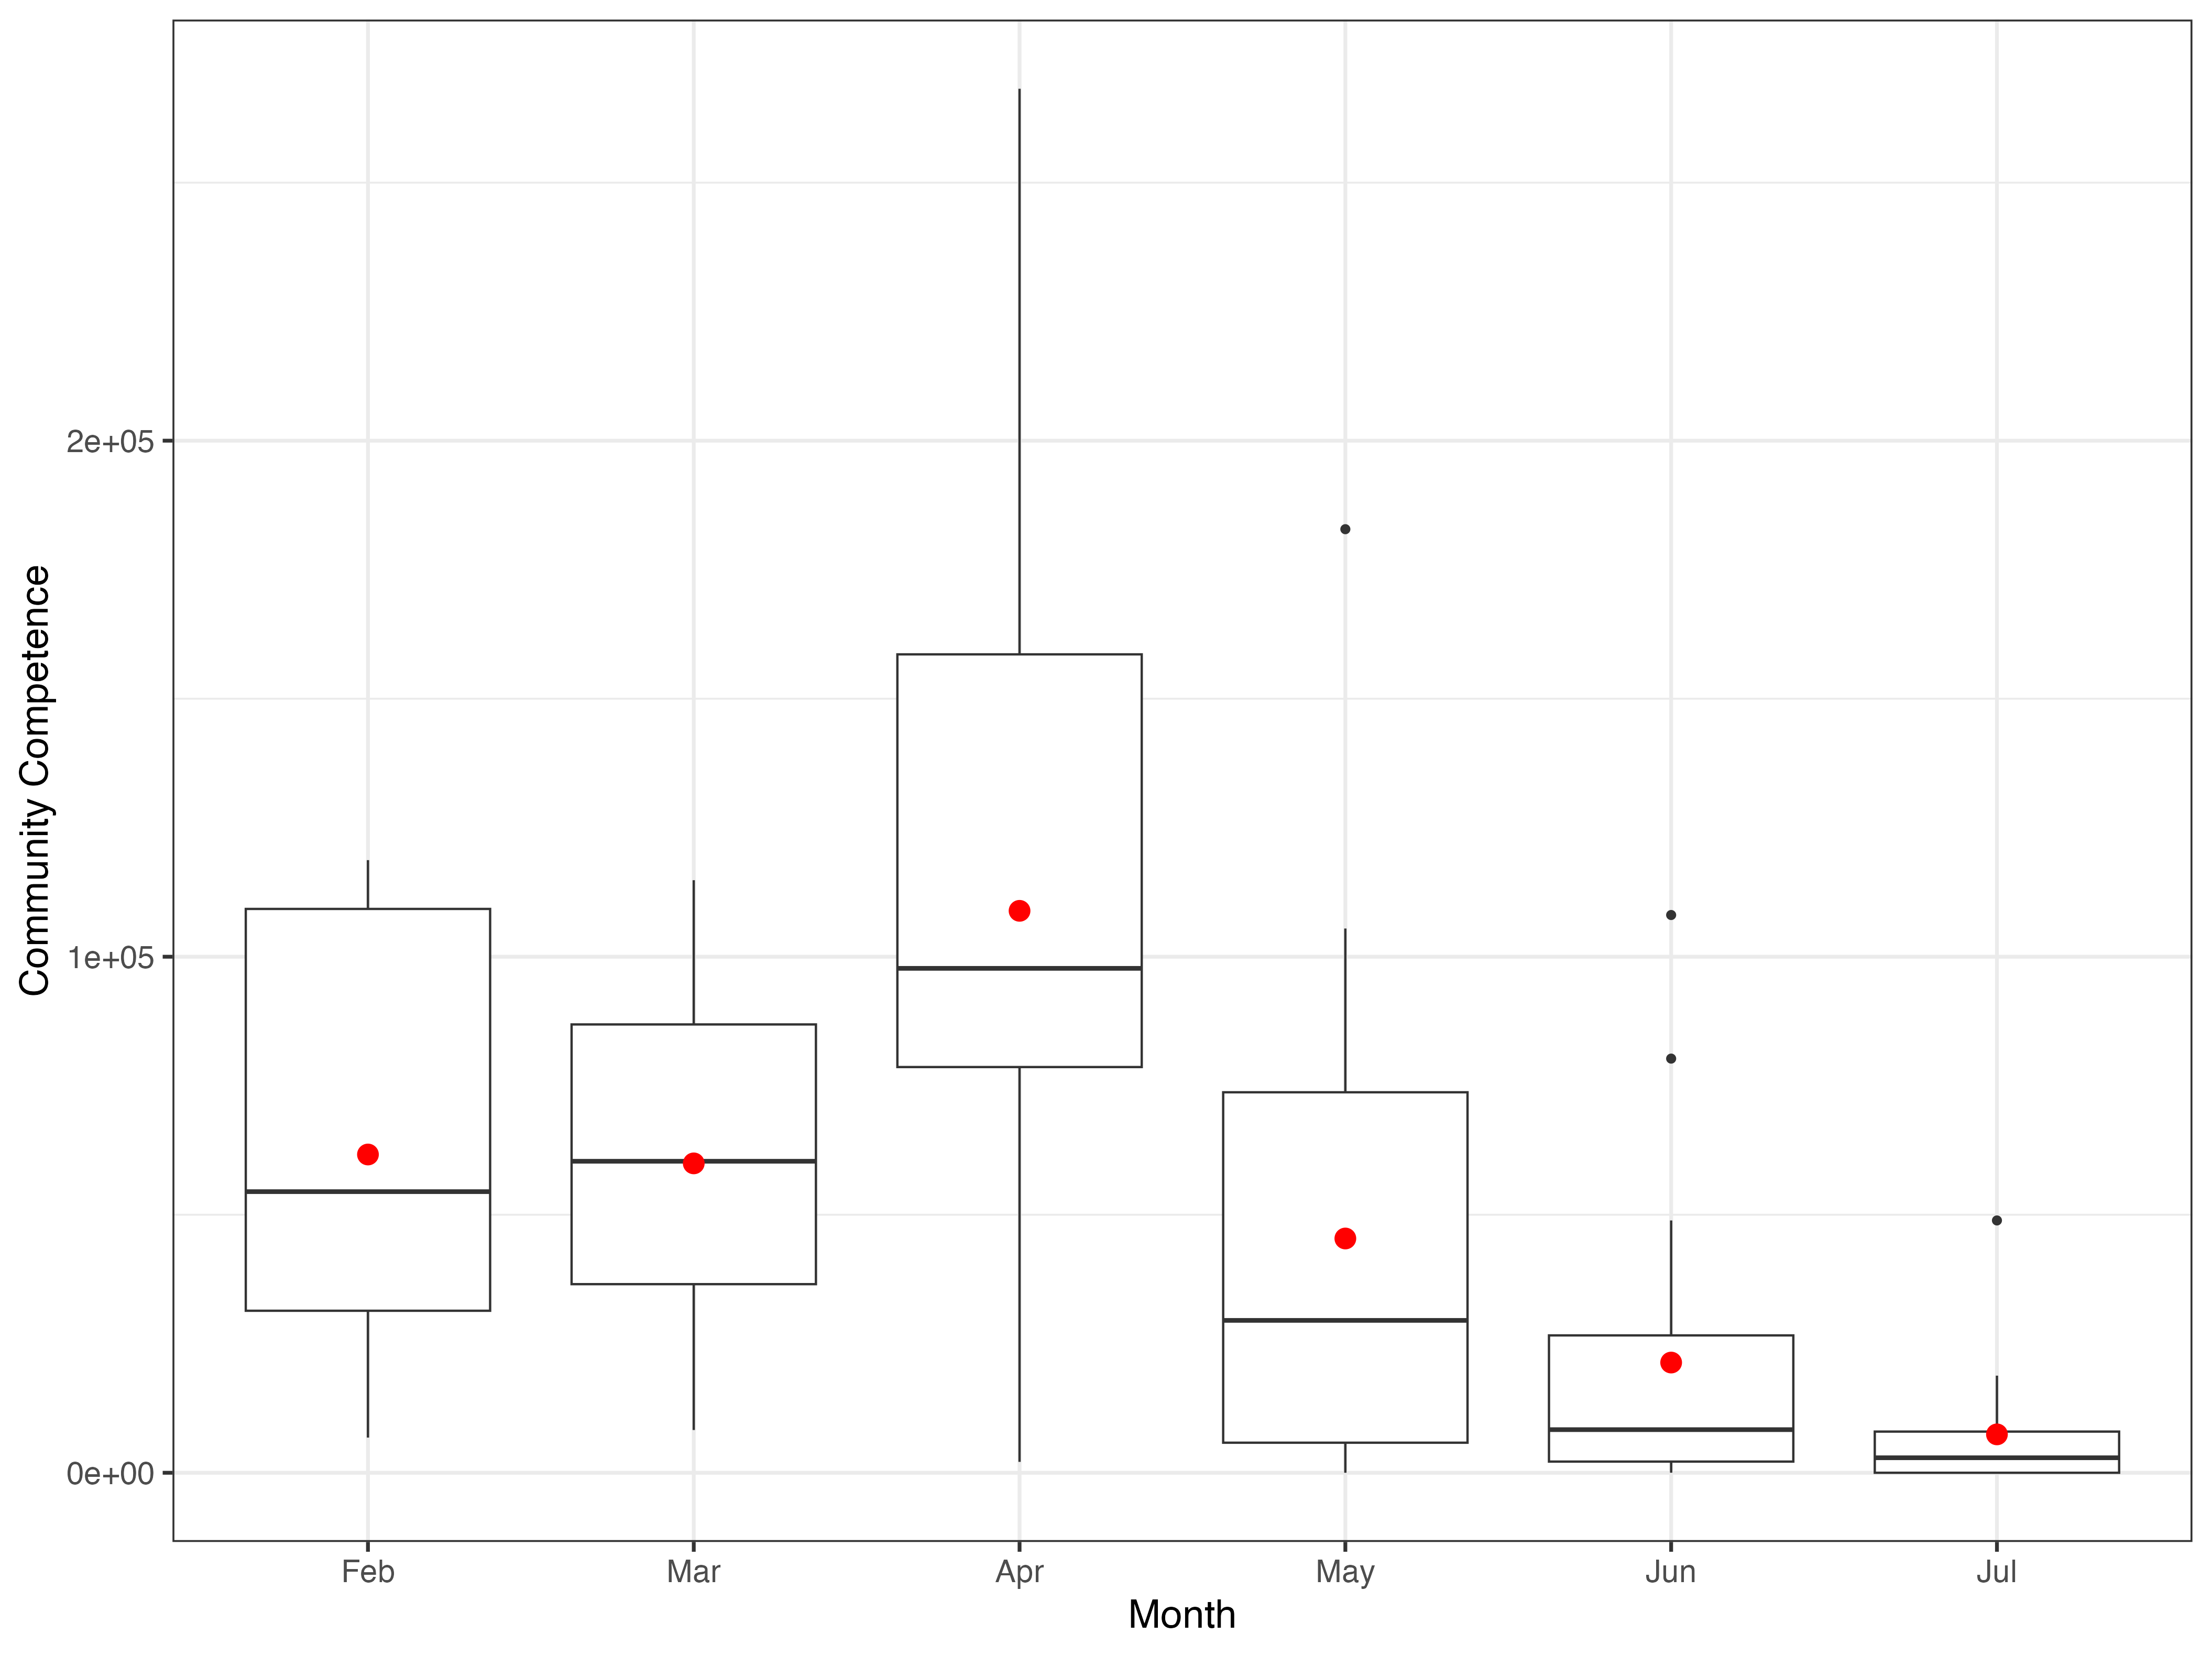 Community Competence
2e+05
1e+05
0e+00
Feb Mar Apr May Jun Jul
Month